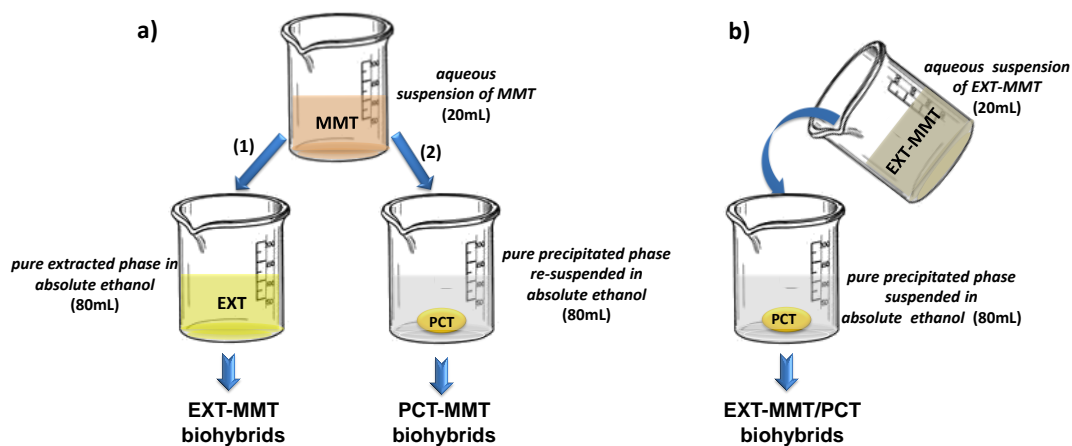 a)
aqueous
suspension of MMT
(20mL)
MMT
(1)
(2)
pure extracted phase in
absolute ethanol
(80mL)
EXT
pure precipitated phase
re-suspended in
absolute ethanol
(80mL)
PCT
EXT-MMT
biohybrids
PCT-MMT
biohybrids
b)
aqueous suspension
of EXT-MMT
(20mL)
EXT-MMT
pure precipitated phase
suspended in
absolute ethanol (80mL)
PCT
EXT-MMT/PCT
biohybrids